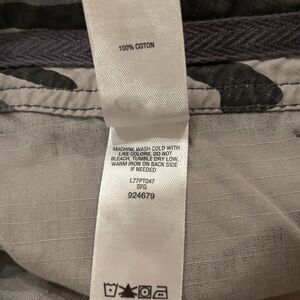 100% COTTON
MACHINE WASH COLD WITH
LIKE COLORS. DO NOT
BLEACH, TUMBLE DRY LOW,
WARM IRON ON BACK SIDE
IF NEEDED
L77PT047
SFG
924679